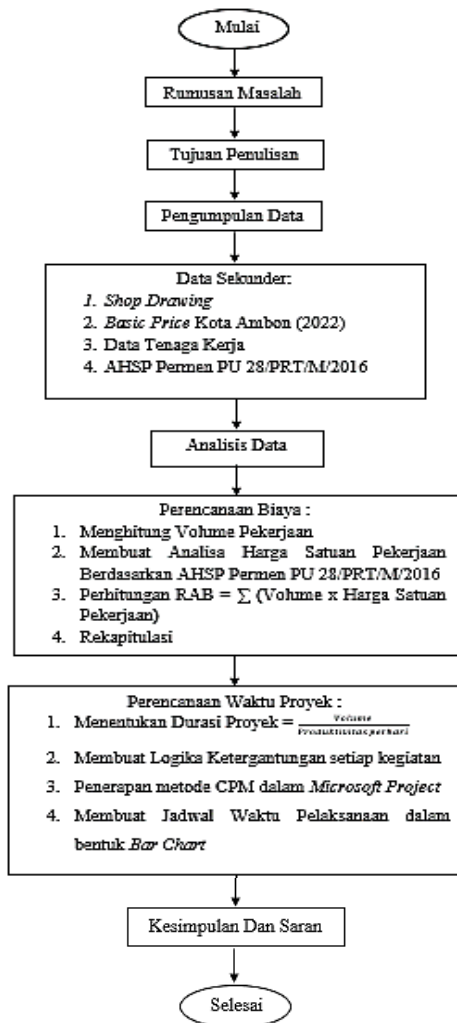 Mulai
Rumusan Masalah
Tujuan Penulisan
Pengumpulan Data
Data Sekunder:
1. Shop Drawing
2. Basic Price Kota Ambon (2022)
3. Data Tenaga Kerja
4. AHSP Permen PU 28/PRT/M/2016
Analisis Data
Perencanaan Biaya :
1. Menghitung Volume Pekerjaan
2. Membuat Analisa Harga Satuan Pekerjaan
Berdasarkan AHSP Permen PU 28/PRT/M/2016
3. Perhitungan RAB = ∑ (Volume x Harga Satuan
Pekerjaan)
4. Rekapitulasi
Perencanaan Waktu Proyek :
1. Menentukan Durasi Proyek = Volume / Produktivitas perhari
2. Membuat Logika Ketergantungan setiap kegiatan
3. Penerapan metode CPM dalam Microsoft Project
4. Membuat Jadwal Waktu Pelaksanaan dalam
bentuk Bar Chart
Kesimpulan Dan Saran
Selesai